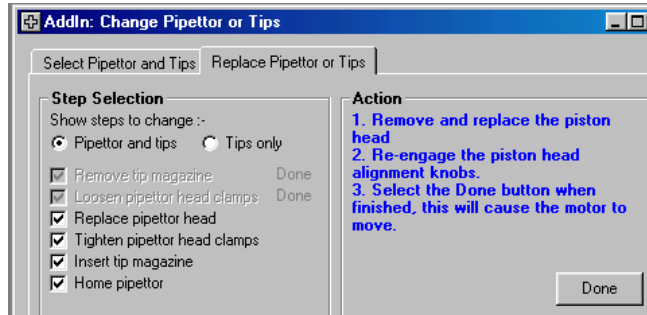 AddIn: Change Pipettor or Tips
Select Pipettor and Tips
Replace Pipettor or Tips
Step Selection
Show steps to change :-
Pipettor and tips
Tips only
Remove tip magazine Done
Loosen pipettor head clamps Done
Replace pipettor head
Tighten pipettor head clamps
Insert tip magazine
Home pipettor
Action
1. Remove and replace the piston
head
2. Re-engage the piston head
alignment knobs.
3. Select the Done button when
finished, this will cause the motor to
move.
Done